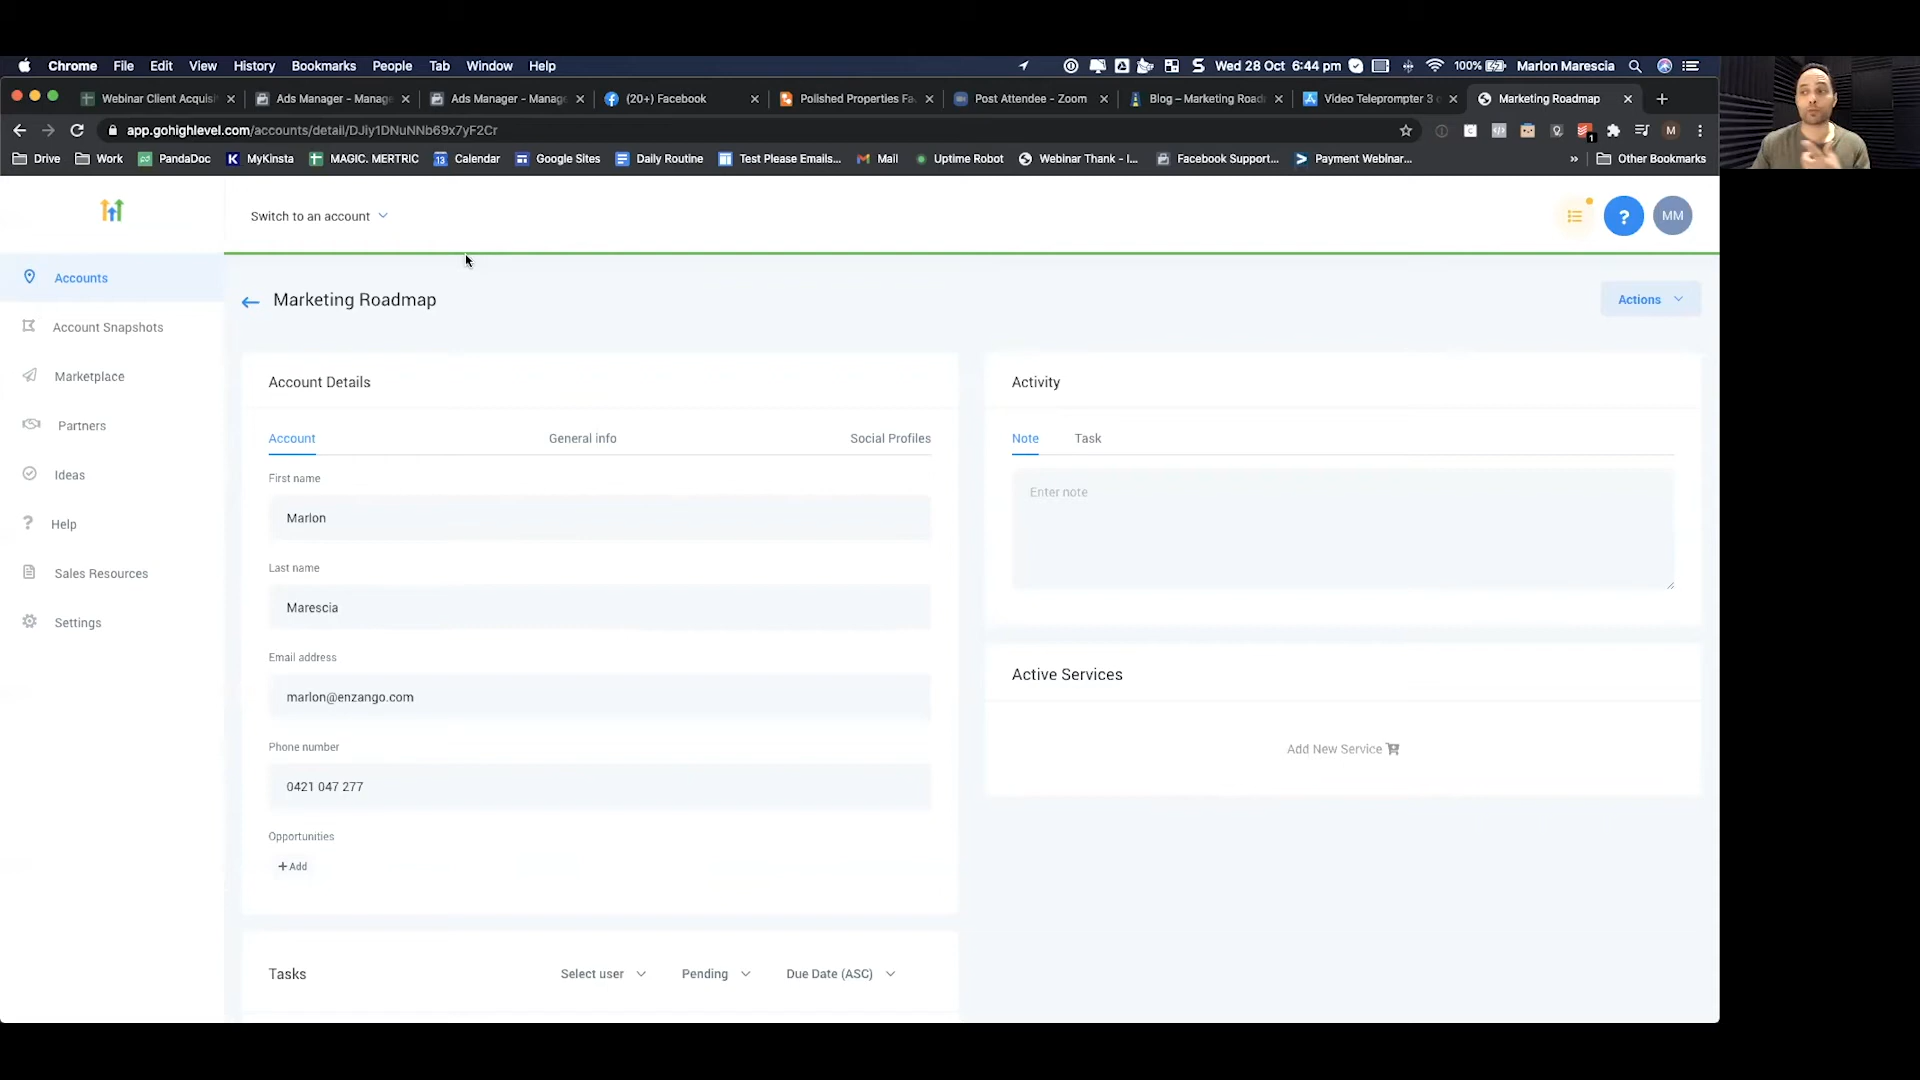 Chrome File Edit View History Bookmarks People Tab Window Help Wed 28 Oct 6:44 pm 100% Marlon Marescia
Webinar Client Acquisi Ads Manager - Manage Ads Manager - Manage (20+) Facebook Polished Properties Fa Post Attendee - Zoom Blog – Marketing Road Video Teleprompter 3 Marketing Roadmap
app.gohighlevel.com/accounts/detail/DJiy1DNuNNb69x7yF2Cr 1 M
Drive Work PandaDoc MyKinsta MAGIC. MERTRIC 13 Calendar Google Sites Daily Routine Test Please Emails... Mail Uptime Robot Webinar Thank - I... Facebook Support... Payment Webinar... » Other Bookmarks
Switch to an account ? MM
Accounts
Account Snapshots
Marketplace
Partners
Ideas
Help
Sales Resources
Settings
Marketing Roadmap Actions
Account Details
Account General info Social Profiles
First name
Marlon
Last name
Marescia
Email address
marlon@enzango.com
Phone number
0421 047 277
Opportunities
+ Add
Tasks Select user Pending Due Date (ASC)
Activity
Note Task
Enter note
Active Services
Add New Service